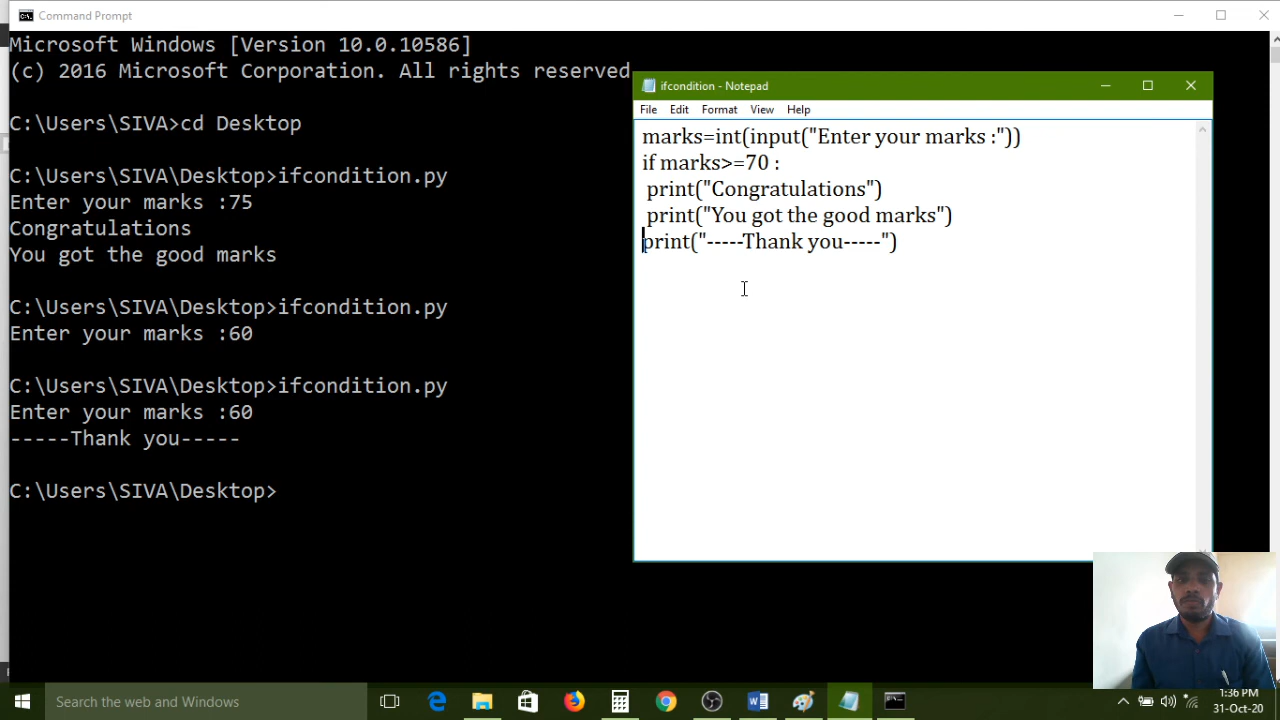 Command Prompt
Microsoft Windows [Version 10.0.10586]
(c) 2016 Microsoft Corporation. All rights reserved
C:\Users\SIVA>cd Desktop
C:\Users\SIVA\Desktop>ifcondition.py
Enter your marks :75
Congratulations
You got the good marks
C:\Users\SIVA\Desktop>ifcondition.py
Enter your marks :60
C:\Users\SIVA\Desktop>ifcondition.py
Enter your marks :60
-----Thank you-----
C:\Users\SIVA\Desktop>
ifcondition - Notepad
File Edit Format View Help
marks=int(input("Enter your marks :"))
if marks>=70 :
 print("Congratulations")
 print("You got the good marks")
print("-----Thank you-----")
Search the web and Windows
1:36 PM
31-Oct-20